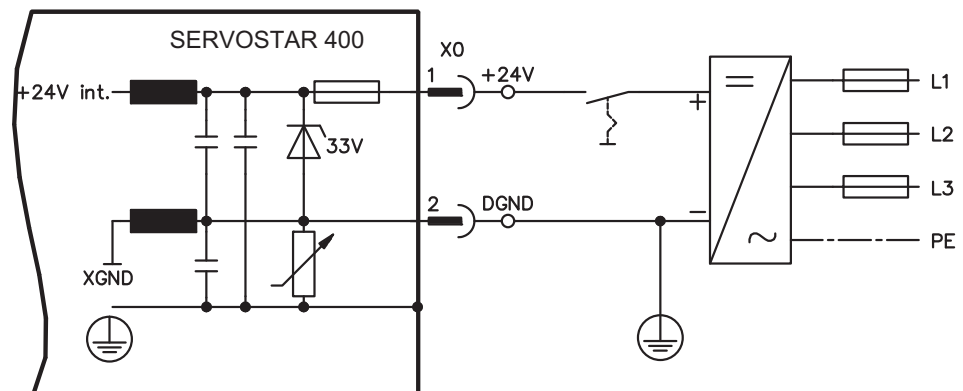 SERVOSTAR 400
X0
1
+24V
+24V int.
33V
2
DGND
XGND
+
−
L1
L2
L3
PE